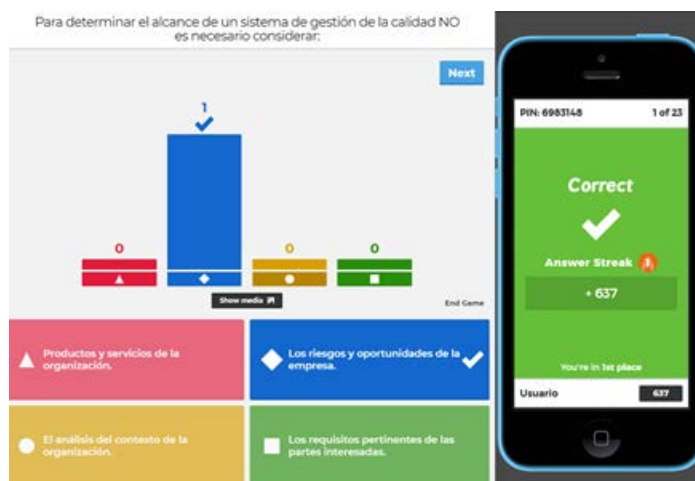 Para determinar el alcance de un sistema de gestión de la calidad NO
es necesario considerar:
Next
1
0
0
0
Show media
End Game
Productos y servicios de la
organización.
Los riesgos y oportunidades de la
empresa.
El análisis del contexto de la
organización.
Los requisitos pertinentes de las
partes interesadas.
PIN: 6983148
1 of 23
Correct
Answer Streak 1
+ 637
You're in 1st place
Usuario
637